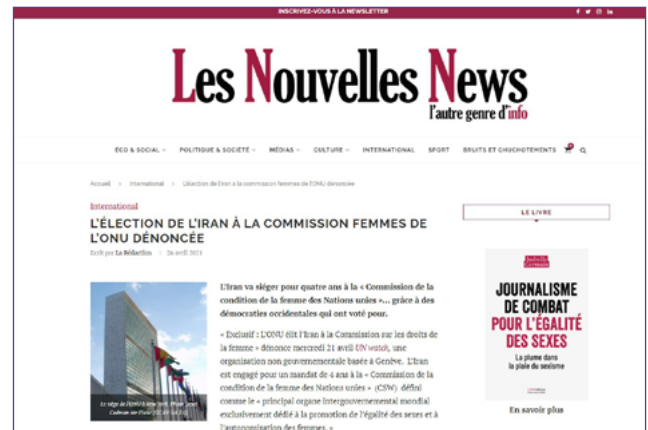 INSCRIVEZ-VOUS À LA NEWSLETTER
Les Nouvelles News
l'autre genre d'info
ÉCO & SOCIAL
POLITIQUE & SOCIÉTÉ
MÉDIAS
CULTURE
INTERNATIONAL
SPORT
BRUITS ET CHUCHOTEMENTS
Accueil > International > L'élection de l'Iran à la commission femmes de l'ONU dénoncée
International
L'ÉLECTION DE L'IRAN À LA COMMISSION FEMMES DE
L'ONU DÉNONCÉE
Ecrit par La Rédaction 26 avril 2021
L'Iran va siéger pour quatre ans à la « Commission de la
condition de la femme des Nations unies »... grâce à des
démocraties occidentales qui ont voté pour.
« Exclusif : L'ONU élit l'Iran à la Commission sur les droits de
la femme » dénonce mercredi 21 avril UN watch, une
organisation non gouvernementale basée à Genève. L'Iran
est engagé pour un mandat de 4 ans à la « Commission de la
condition de la femme des Nations unies » (CSW) défini
comme le « principal organe intergouvernemental mondial
exclusivement dédié à la promotion de l'égalité des sexes et à
l'autonomisation des femmes. »
LE LIVRE
Isabelle
Germain
JOURNALISME
DE COMBAT
POUR L'ÉGALITÉ
DES SEXES
La plume dans
la plaie du sexisme
En savoir plus